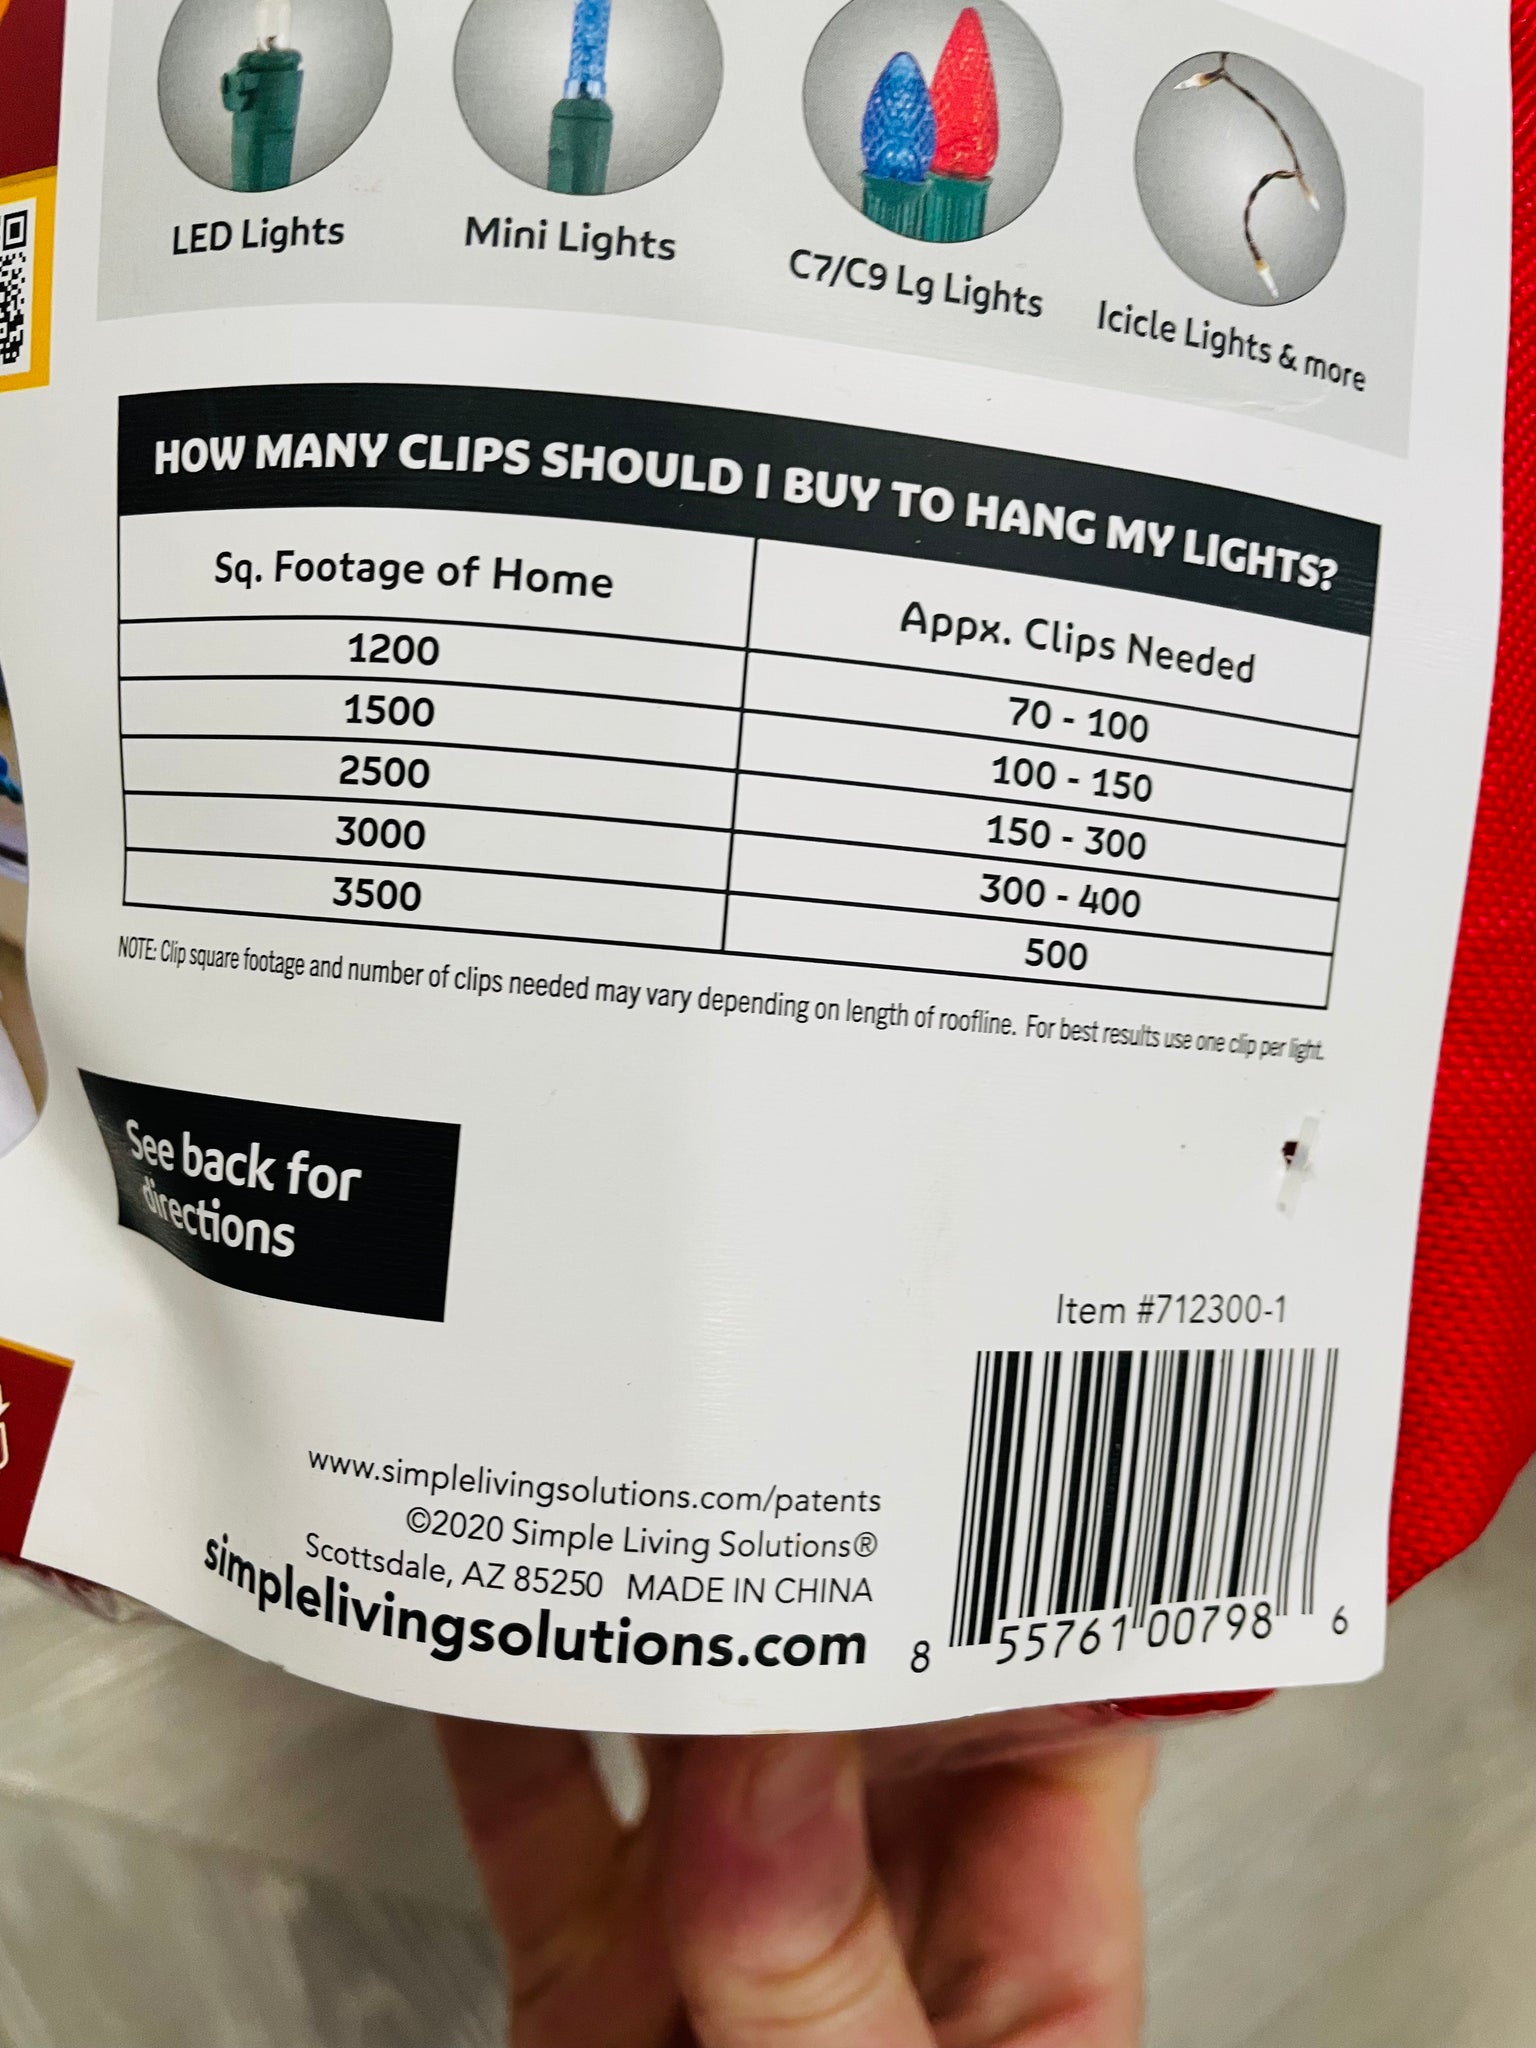 LED Lights
Mini Lights
C7/C9 Lg Lights
Icicle Lights & more
HOW MANY CLIPS SHOULD I BUY TO HANG MY LIGHTS?
Sq. Footage of Home Appx. Clips Needed
1200 70 - 100
1500 100 - 150
2500 150 - 300
3000 300 - 400
3500 500
NOTE: Clip square footage and number of clips needed may vary depending on length of roofline. For best results use one clip per light.
See back for
directions
Item #712300-1
www.simplelivingsolutions.com/patents
©2020 Simple Living Solutions®
Scottsdale, AZ 85250 MADE IN CHINA
simplelivingsolutions.com
8 55761 00798 6